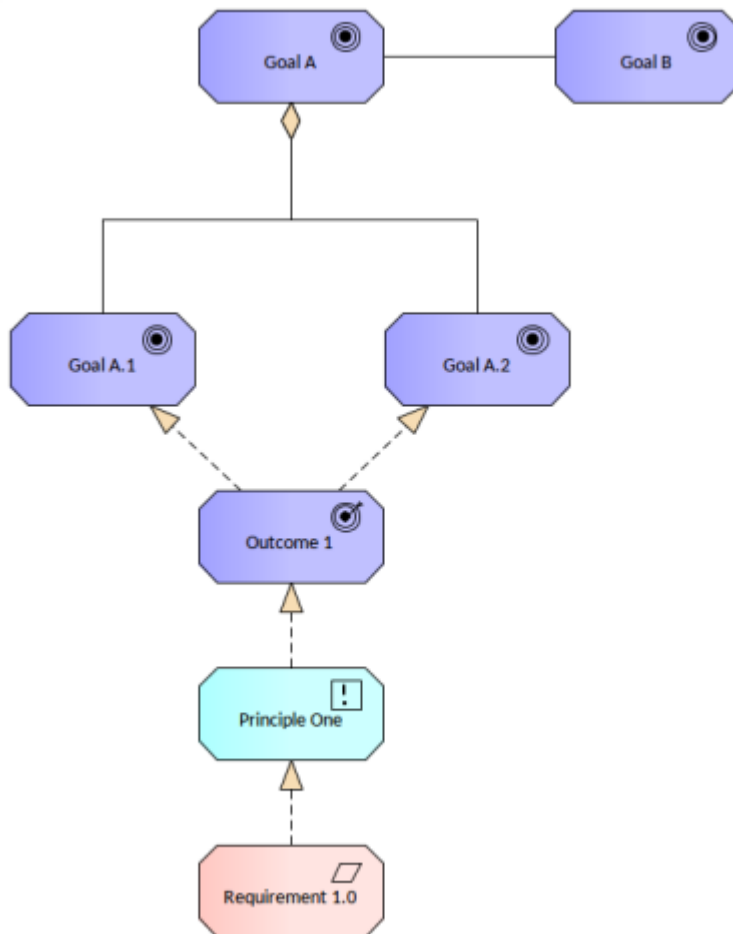 Goal A
Goal B
Goal A.1
Goal A.2
Outcome 1
Principle One
Requirement 1.0